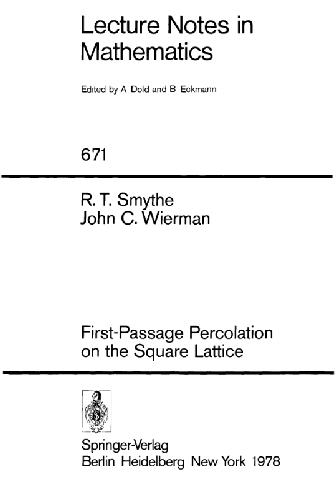 Lecture Notes in
Mathematics
Edited by A Dold and B Eckmann
671
R. T. Smythe
John C. Wierman
First-Passage Percolation
on the Square Lattice
Springer-Verlag
Berlin Heidelberg New York 1978